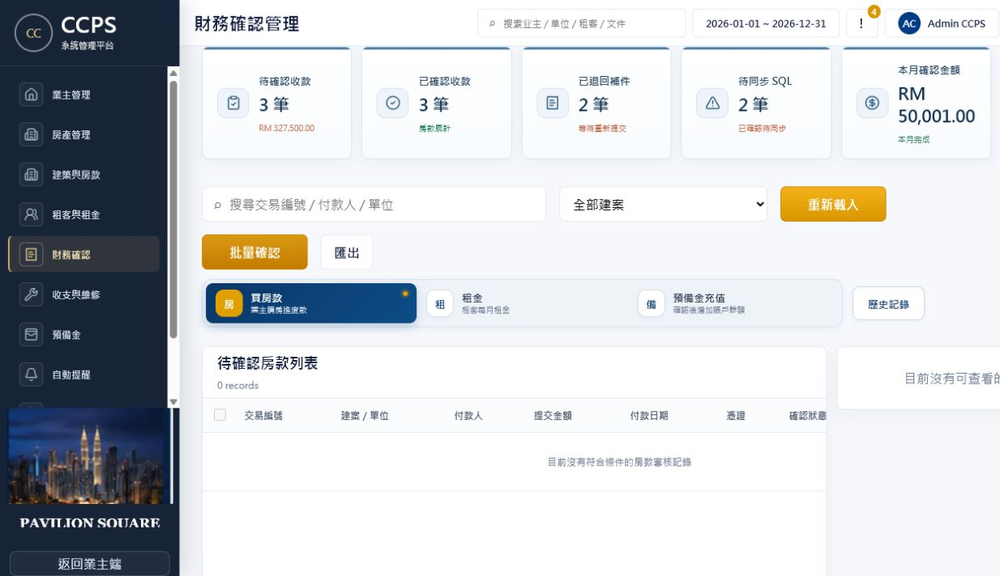 CC
CCPS
系統管理平台
業主管理
房產管理
建築與房款
租客與租金
財務確認
收支與維修
預備金
自動提醒
PAVILION SQUARE
返回業主端
財務確認管理
搜索业主 / 单位 / 租客 / 文件
2026-01-01 ~ 2026-12-31
!
4
AC
Admin CCPS
待確認收款
3 筆
RM 327,500.00
已確認收款
3 筆
房款累計
已退回補件
2 筆
等待重新提交
待同步 SQL
2 筆
已確認待同步
本月確認金額
RM
50,001.00
本月完成
搜尋交易編號 / 付款人 / 單位
全部建案
重新載入
批量確認
匯出
房
買房款
業主購房進度款
租
租金
租客每月租金
備
預備金充值
確認後增加賬戶餘額
歷史記錄
待確認房款列表
0 records
交易編號
建案 / 單位
付款人
提交金額
付款日期
憑證
確認狀態
目前沒有符合條件的房款審核記錄
目前沒有可查看的